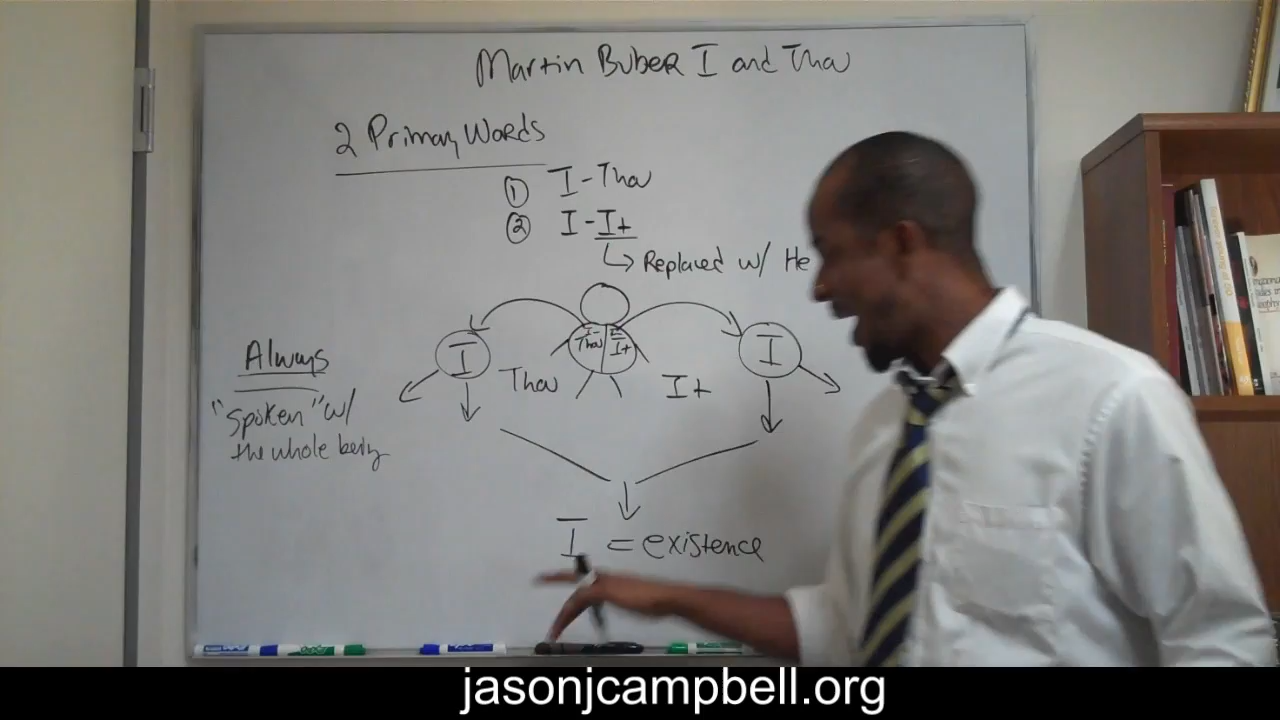 Martin Buber I and Thou
2 Primary Words
① I-Thou
② I-It
Replaced w/ He
I
I-Thou
I-It
I
Always
Thou
It
"Spoken" w/
the whole being
I = existence
jasonjcampbell.org